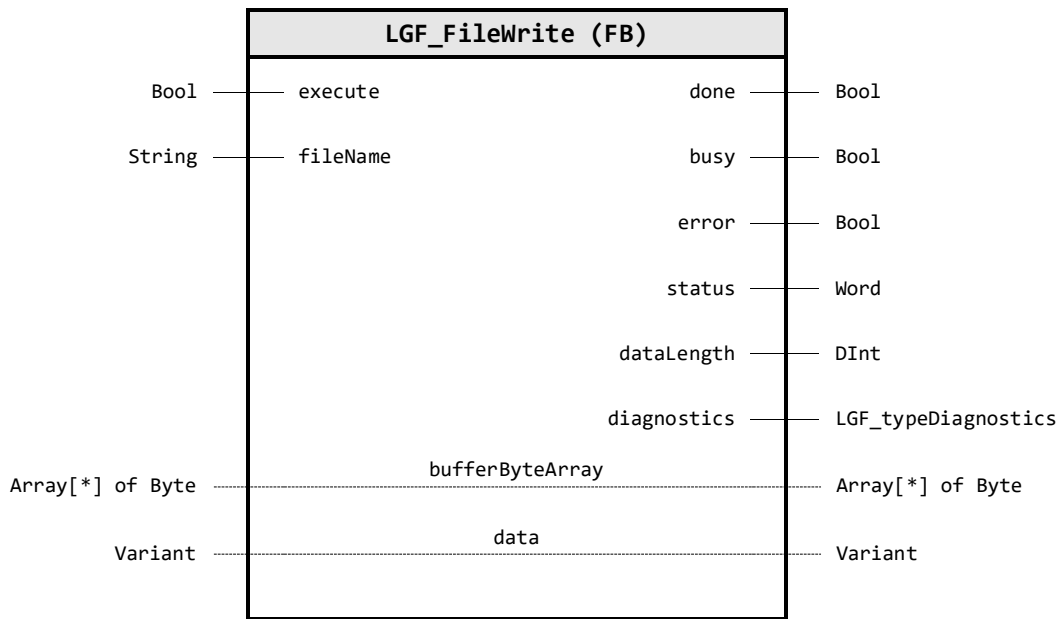 LGF_FileWrite (FB)
Bool execute done Bool
String fileName busy Bool
error Bool
status Word
dataLength DInt
diagnostics LGF_typeDiagnostics
bufferByteArray
Array[*] of Byte Array[*] of Byte
data
Variant Variant